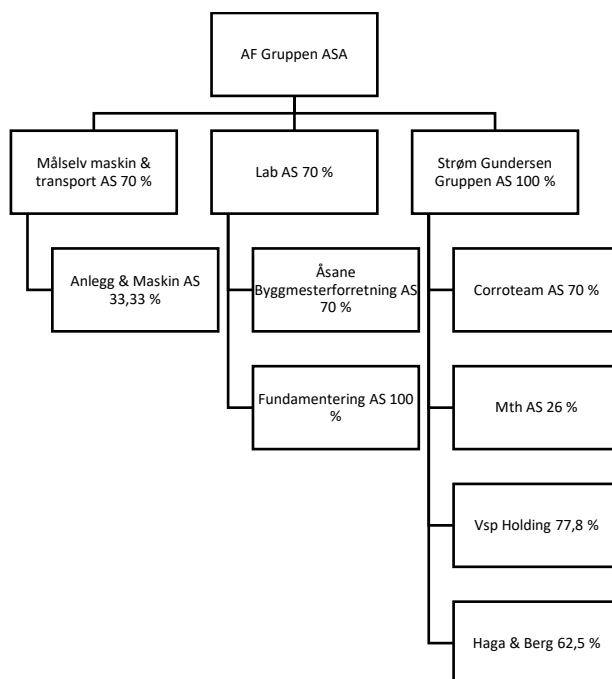 AF Gruppen ASA
Målselv maskin &
transport AS 70 %
Lab AS 70 %
Strøm Gundersen
Gruppen AS 100 %
Anlegg & Maskin AS
33,33 %
Åsane
Byggmesterforretning AS
70 %
Corroteam AS 70 %
Fundamentering AS 100
%
Mth AS 26 %
Vsp Holding 77,8 %
Haga & Berg 62,5 %